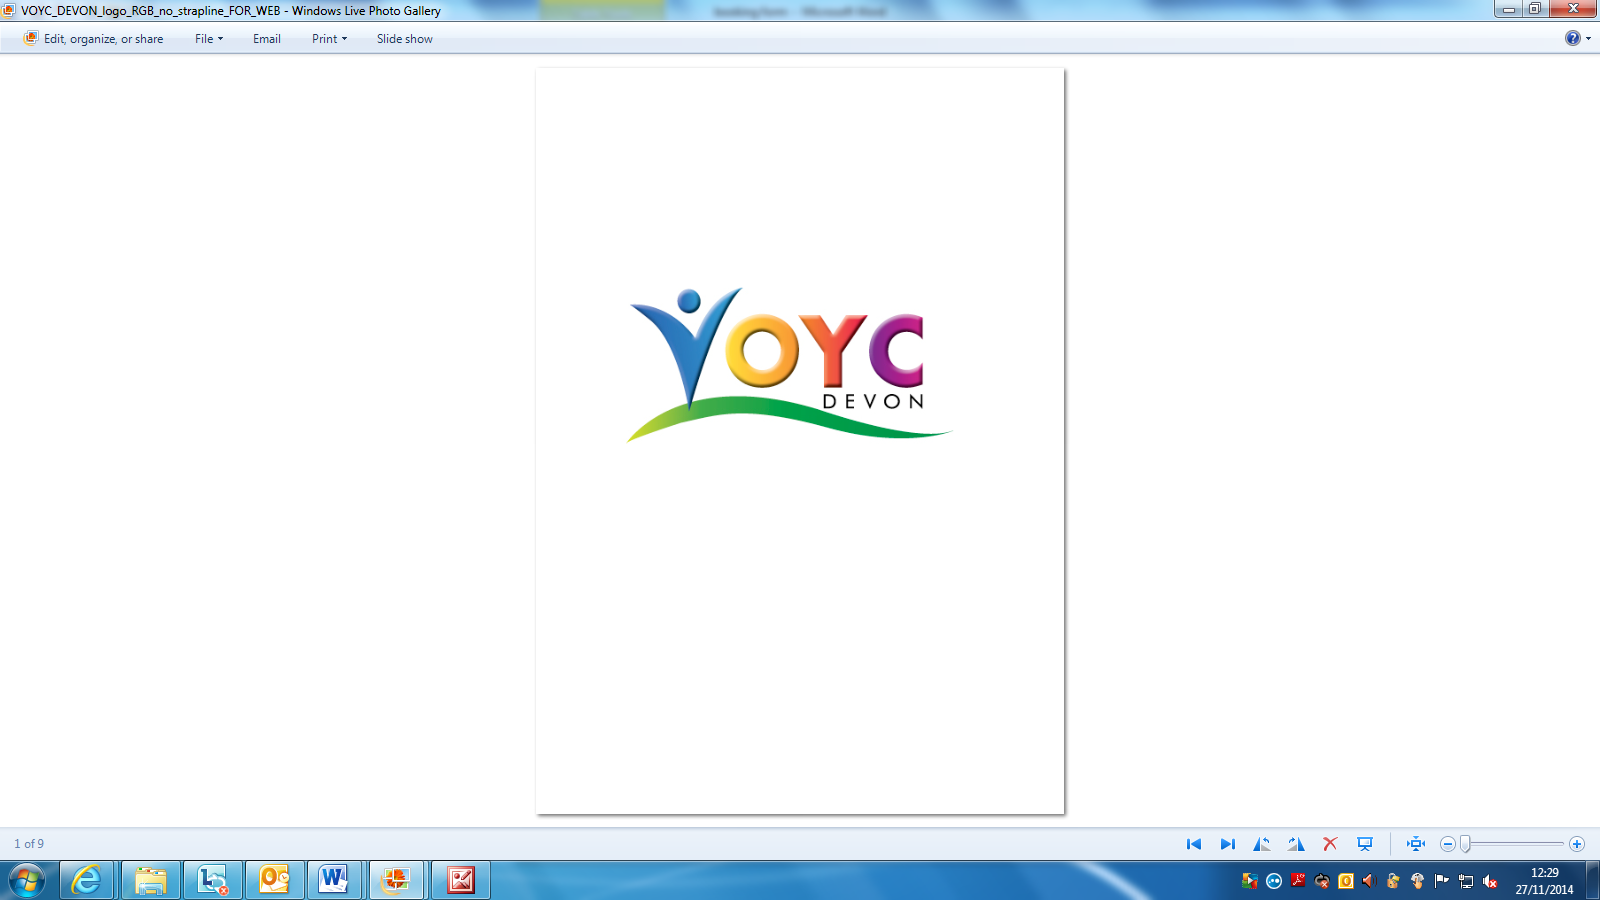 VOYC_DEVON_logo_RGB_no_strapline_FOR_WEB - Windows Live Photo Gallery
Edit, organize, or share File Email Print Slide show
VOYC
DEVON
1 of 9
12:29
27/11/2014